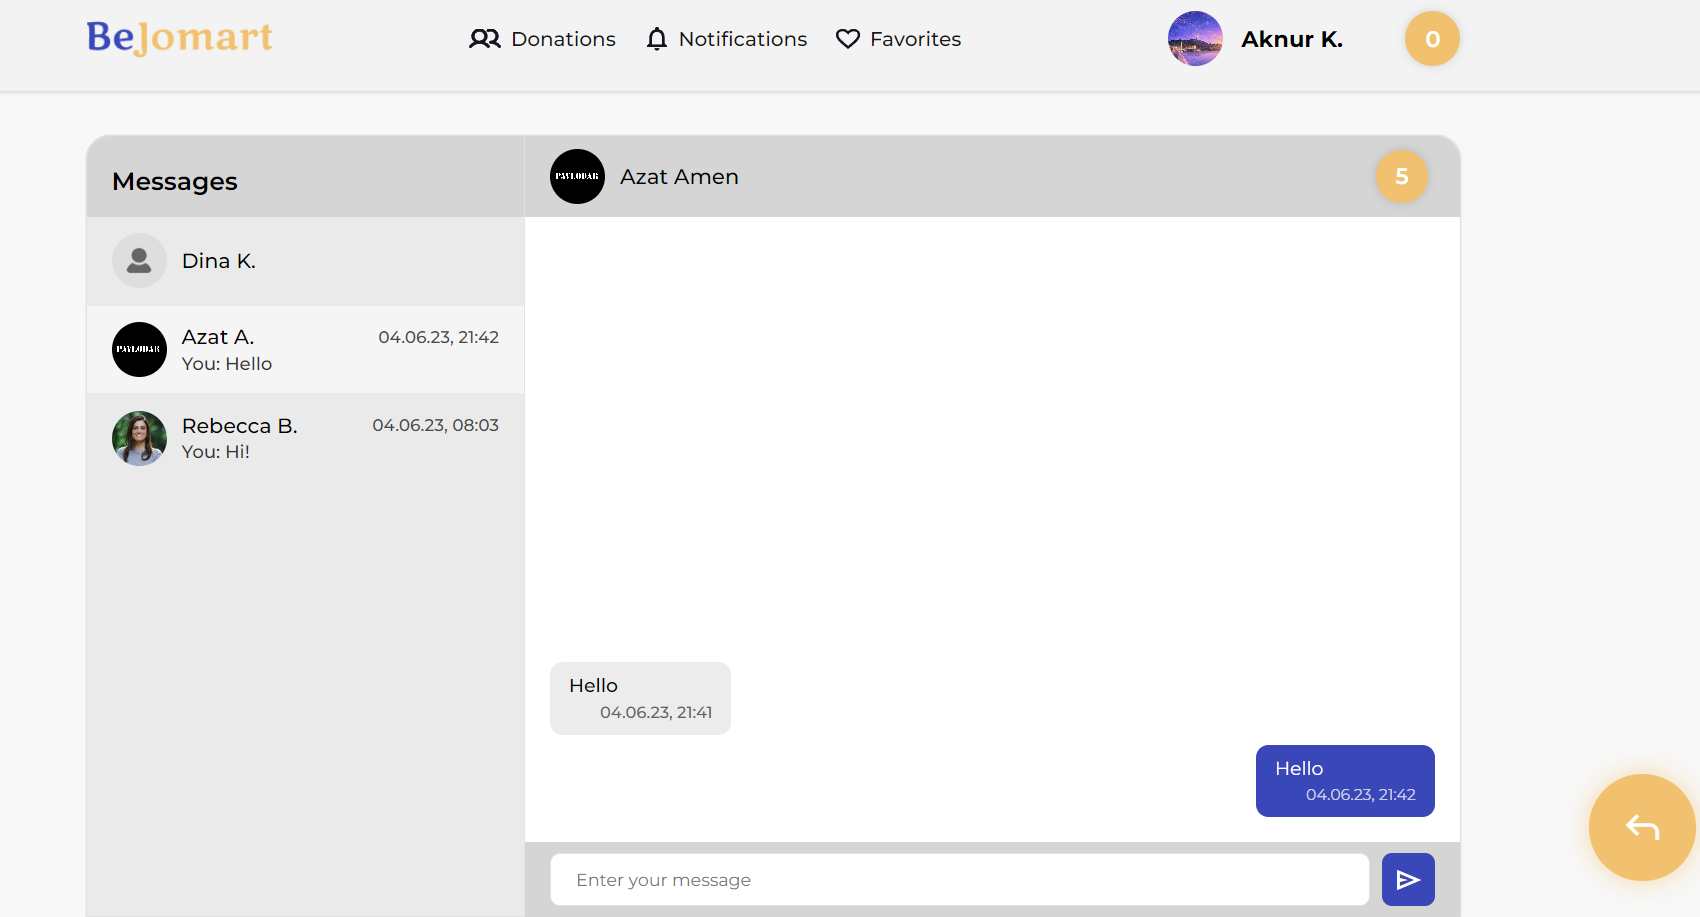 BeJomart
Donations
Notifications
Favorites
Aknur K.
0
Messages
PAVLODAR
Azat Amen
5
Dina K.
PAVLODAR
Azat A.
04.06.23, 21:42
You: Hello
Rebecca B.
04.06.23, 08:03
You: Hi!
Hello
04.06.23, 21:41
Hello
04.06.23, 21:42
Enter your message